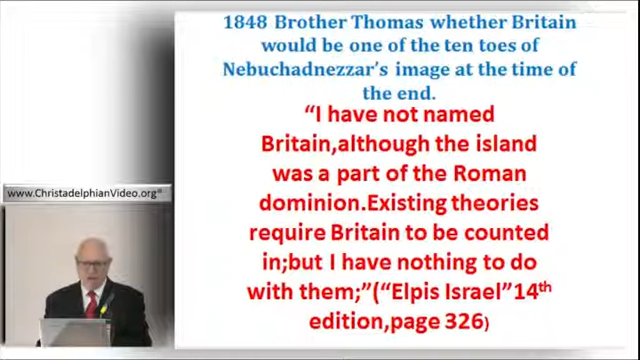 1848 Brother Thomas whether Britain
would be one of the ten toes of
Nebuchadnezzar's image at the time of
the end.
"I have not named
Britain,although the island
was a part of the Roman
dominion.Existing theories
require Britain to be counted
in;but I have nothing to do
with them;"("Elpis Israel"14th
edition,page 326)
www.ChristadelphianVideo.org®